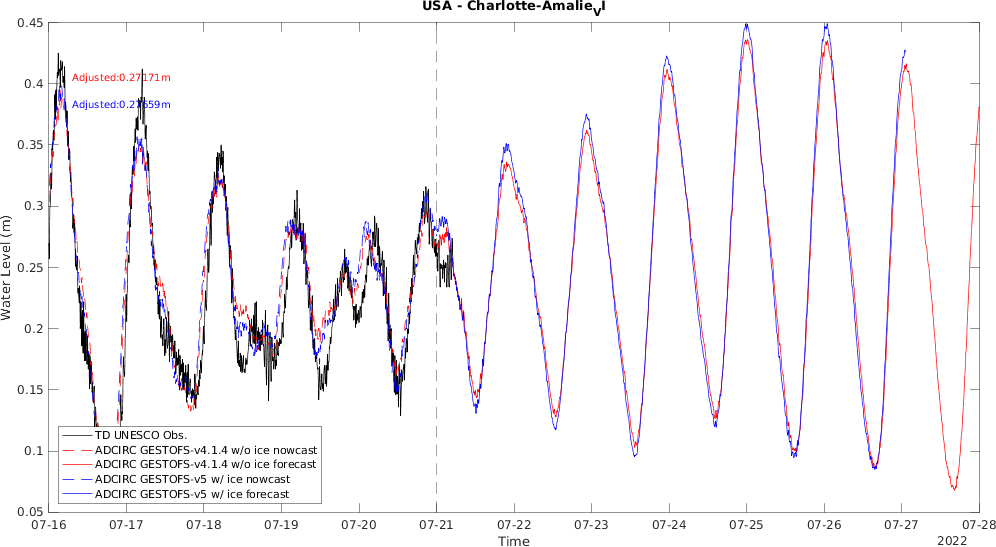 USA - Charlotte-Amalie_VI
0.45
0.4
0.35
0.3
0.25
0.2
0.15
0.1
0.05
Water Level (m)
Adjusted:0.27171m
Adjusted:0.27659m
TD UNESCO Obs.
ADCIRC GESTOFS-v4.1.4 w/o ice nowcast
ADCIRC GESTOFS-v4.1.4 w/o ice forecast
ADCIRC GESTOFS-v5 w/ ice nowcast
ADCIRC GESTOFS-v5 w/ ice forecast
07-16 07-17 07-18 07-19 07-20 07-21 07-22 07-23 07-24 07-25 07-26 07-27 07-28
Time
2022